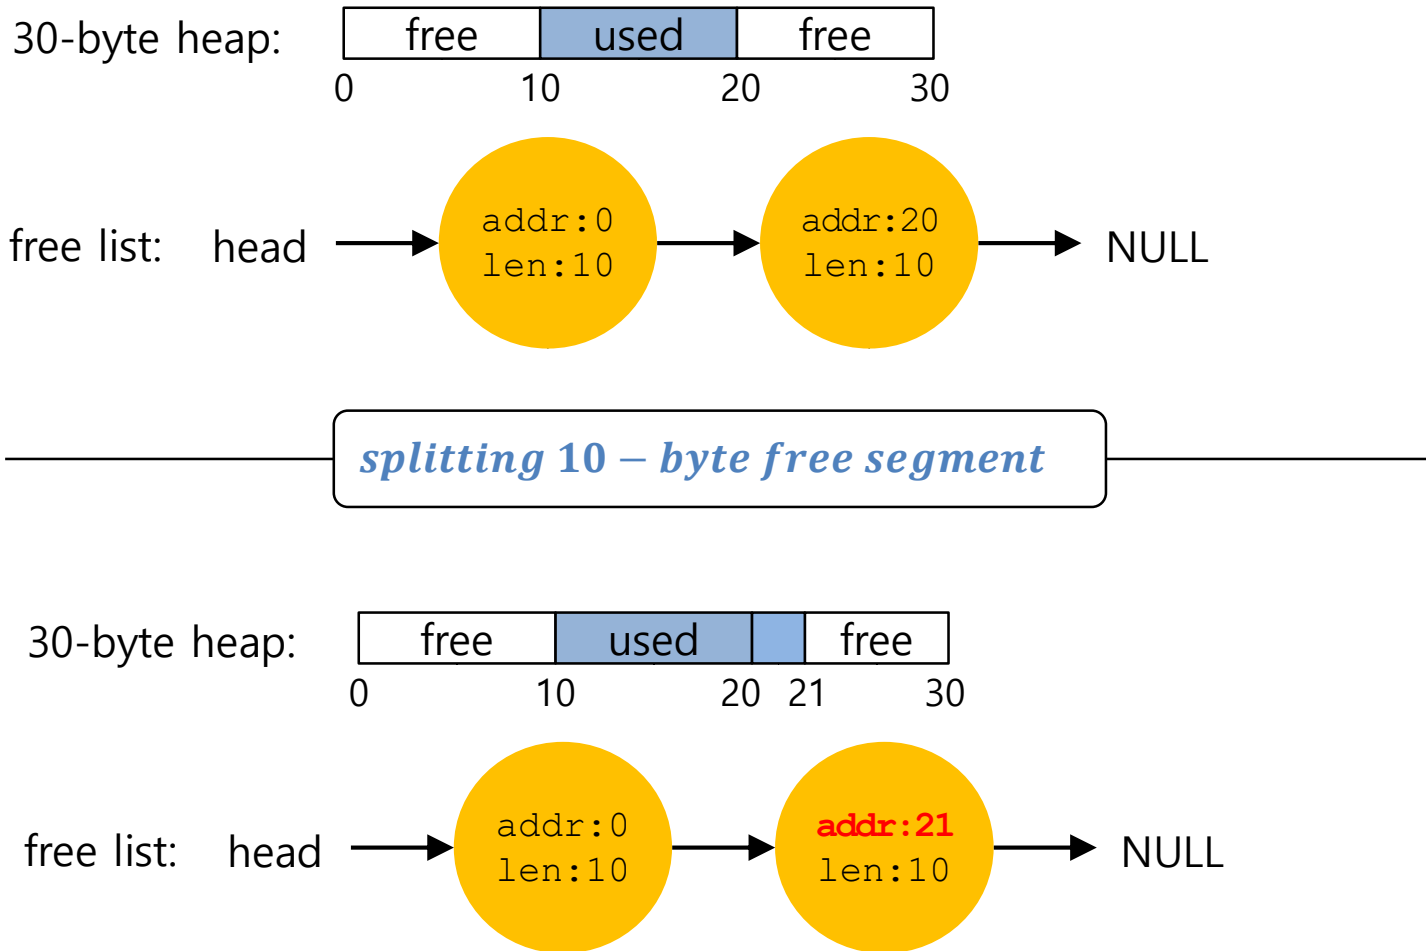 30-byte heap: free used free
0 10 20 30
addr:0 addr:20
free list: head NULL
len:10 len:10
splitting 10 − byte free segment
30-byte heap: free used free
0 10 20 21 30
addr:0 addr:21
free list: head NULL
len:10 len:10